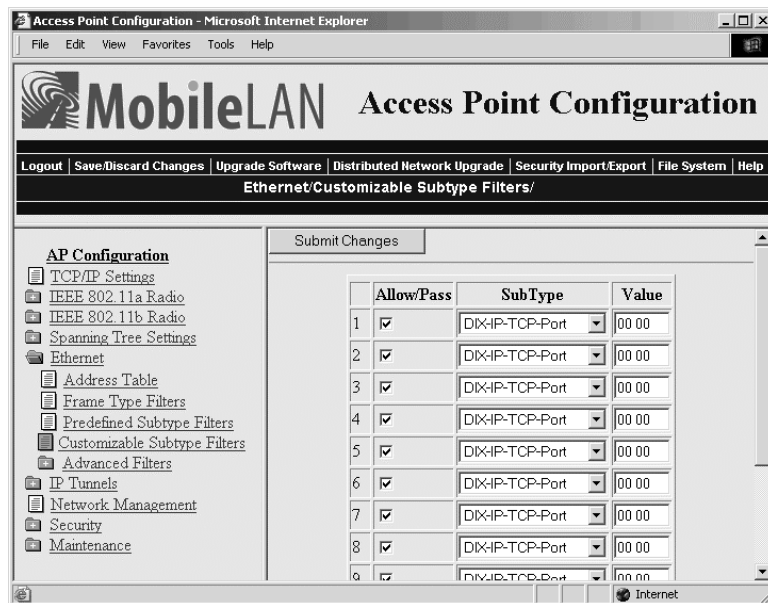 Access Point Configuration - Microsoft Internet Explorer
File Edit View Favorites Tools Help
MobileLAN Access Point Configuration
Logout | Save/Discard Changes | Upgrade Software | Distributed Network Upgrade | Security Import/Export | File System | Help
Ethernet/Customizable Subtype Filters/
AP Configuration
TCP/IP Settings
IEEE 802.11a Radio
IEEE 802.11b Radio
Spanning Tree Settings
Ethernet
Address Table
Frame Type Filters
Predefined Subtype Filters
Customizable Subtype Filters
Advanced Filters
IP Tunnels
Network Management
Security
Maintenance
Submit Changes
Allow/Pass SubType Value
1 DIX-IP-TCP-Port 00 00
2 DIX-IP-TCP-Port 00 00
3 DIX-IP-TCP-Port 00 00
4 DIX-IP-TCP-Port 00 00
5 DIX-IP-TCP-Port 00 00
6 DIX-IP-TCP-Port 00 00
7 DIX-IP-TCP-Port 00 00
8 DIX-IP-TCP-Port 00 00
9 DIX-IP-TCP-Port 00 00
Internet